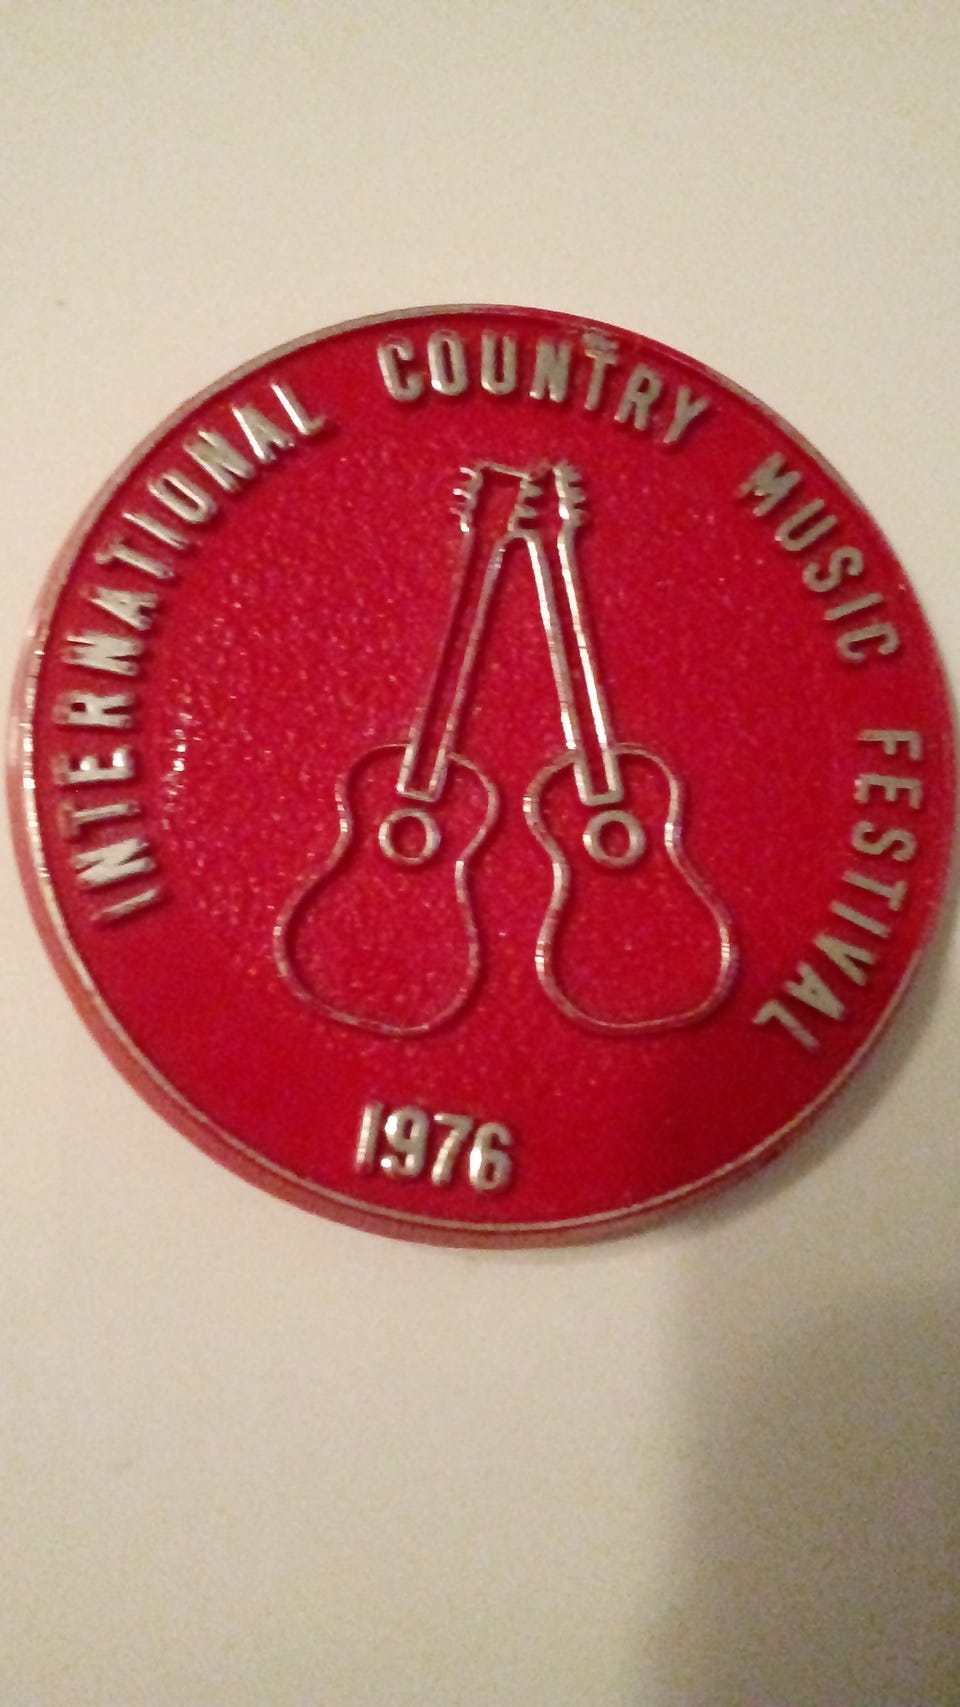 INTERNATIONAL COUNTRY MUSIC FESTIVAL
1976